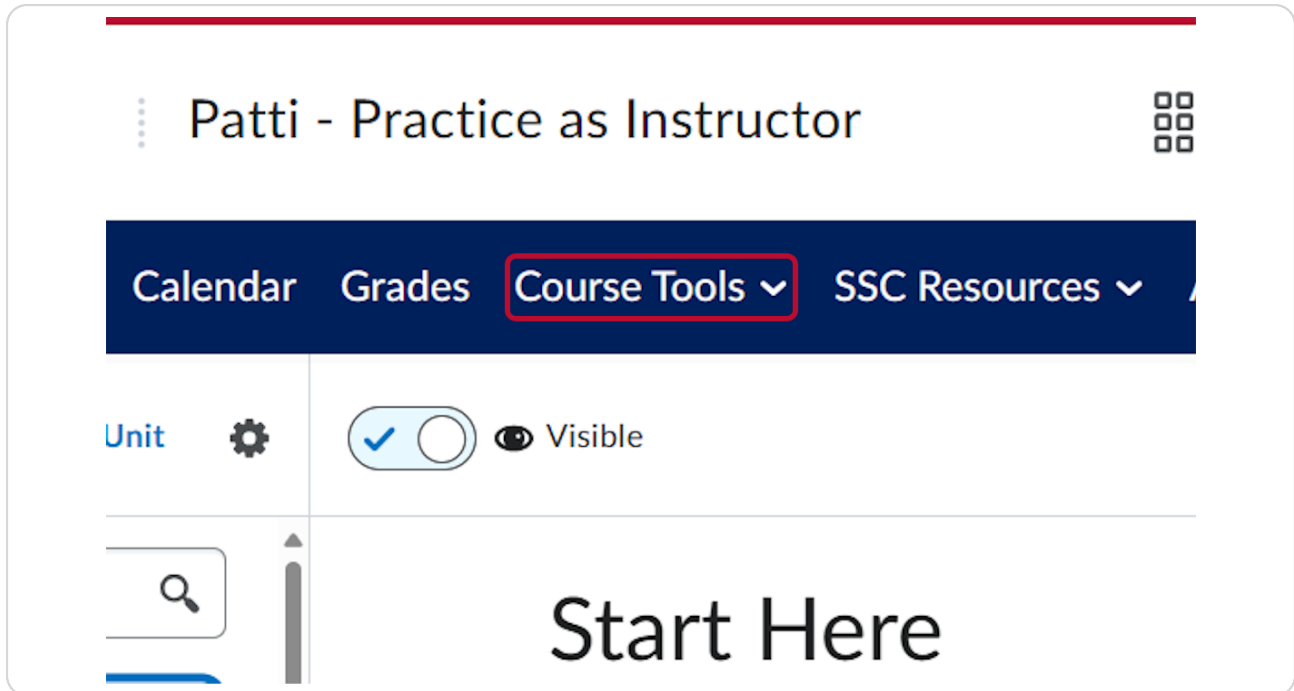 Patti - Practice as Instructor
Calendar Grades Course Tools SSC Resources
Unit Visible
Start Here